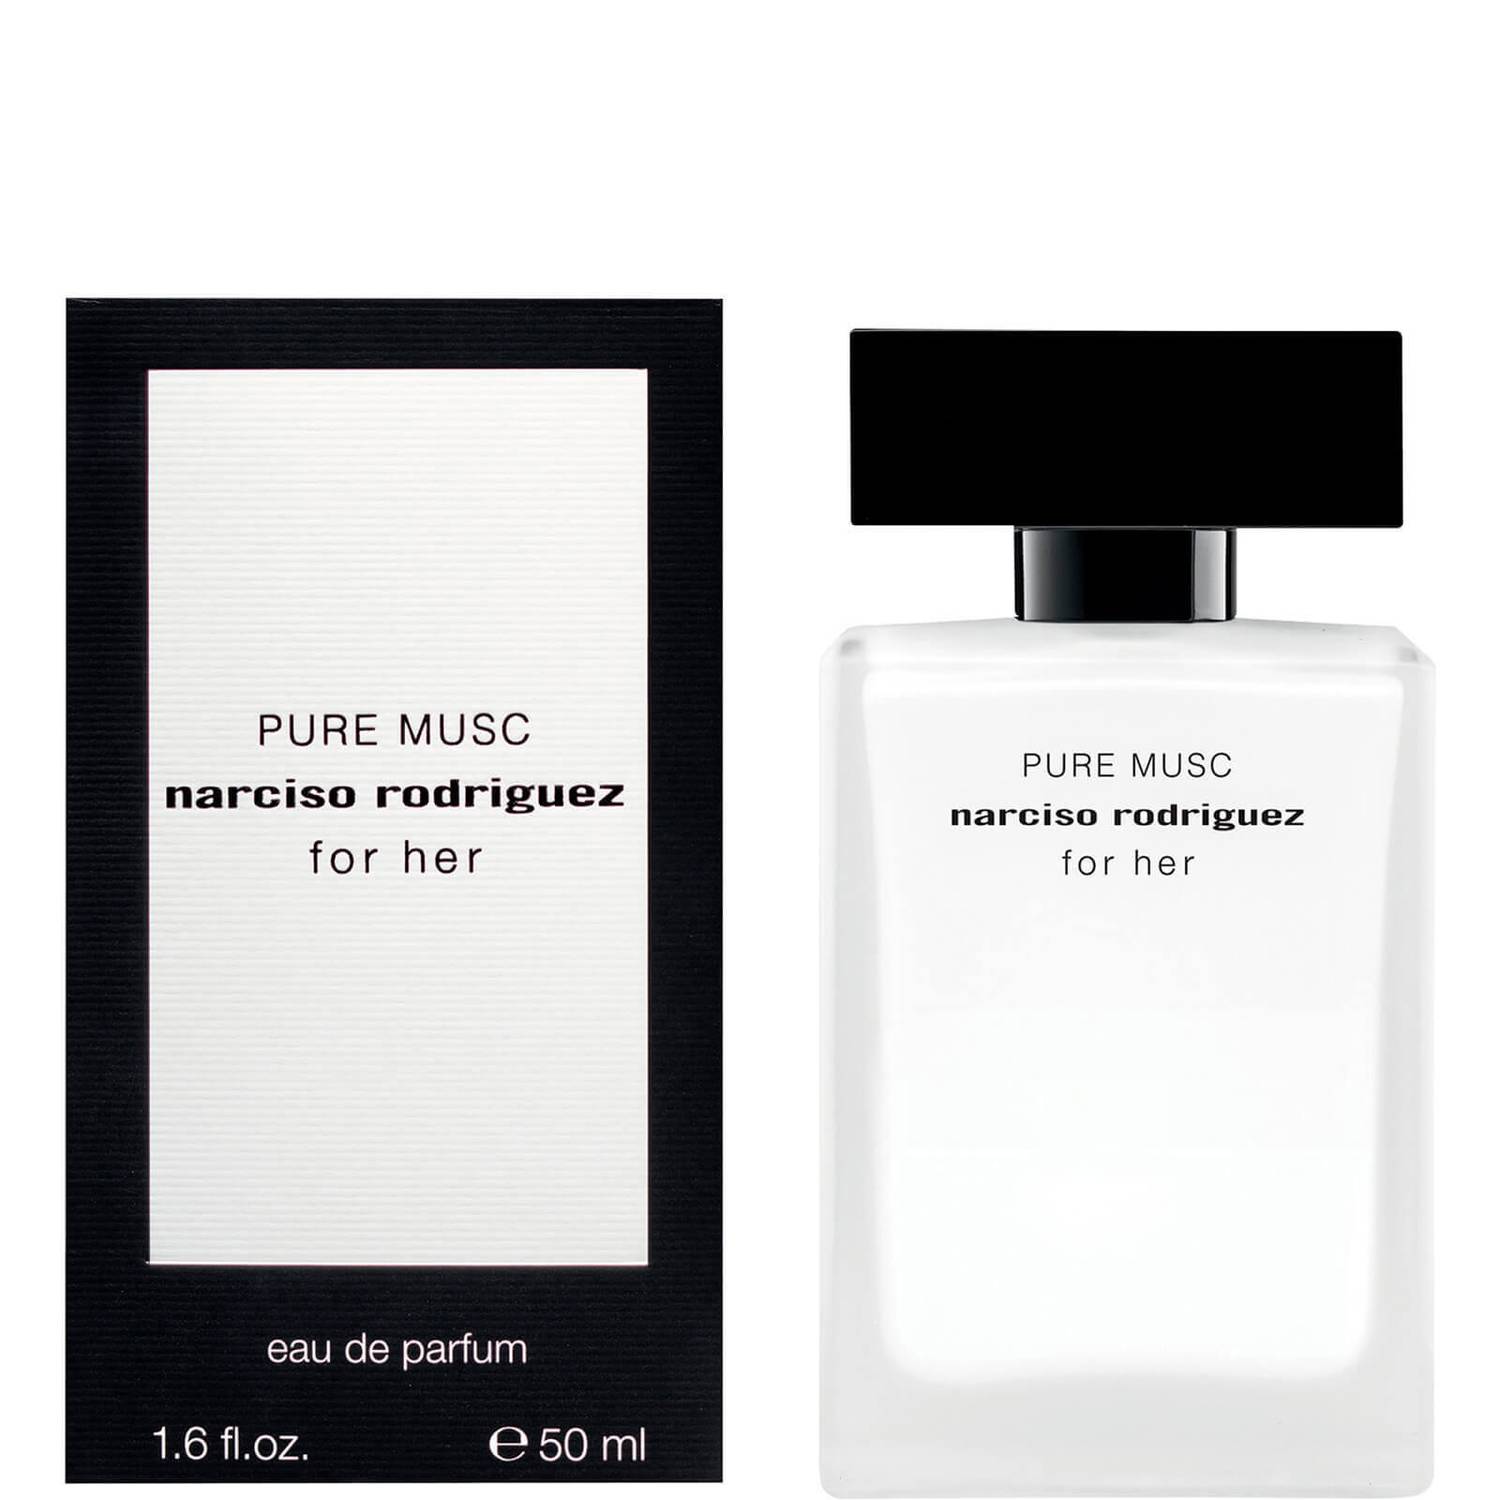 PURE MUSC
narciso rodriguez
for her
eau de parfum
1.6 fl.oz. ℮ 50 ml
PURE MUSC
narciso rodriguez
for her